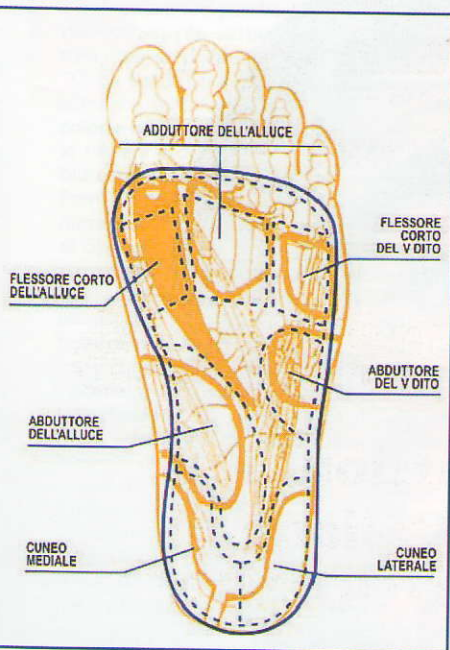 ADDUTTORE DELL'ALLUCE
FLESSORE
CORTO
DEL V DITO
FLESSORE CORTO
DELL'ALLUCE
ABDUTTORE
DEL V DITO
ABDUTTORE
DELL'ALLUCE
CUNEO
MEDIALE
CUNEO
LATERALE